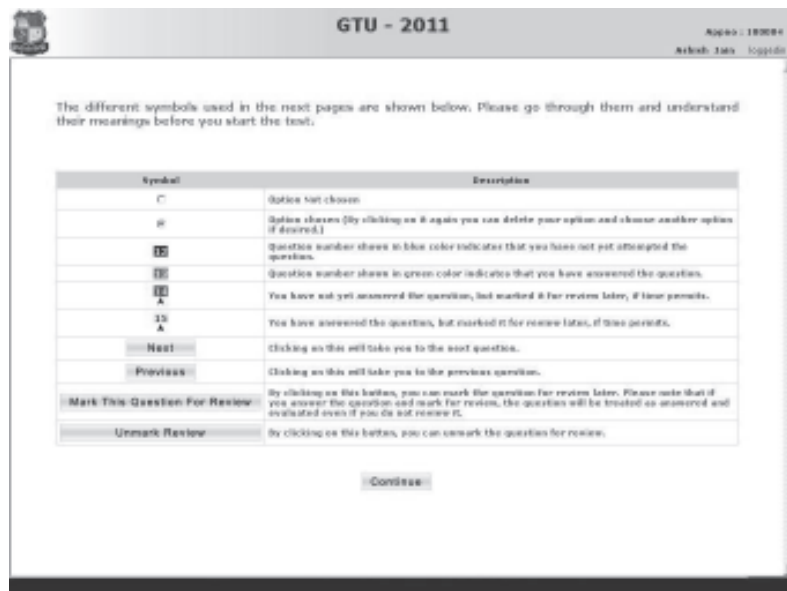 GTU - 2011
Appno :
loggedin
The different symbols used in the next pages are shown below. Please go through them and understand
their meanings before you start the test.
Symbol Description
Option Not chosen
Option chosen (By clicking on it again you can delete your option and choose another option
if desired.)
Question number shown in blue color indicates that you have not yet attempted the
question.
Question number shown in green color indicates that you have answered the question.
You have not yet answered the question, but marked it for review later, if time permits.
15 You have answered the question, but marked it for review later, if time permits.
Next Clicking on this will take you to the next question.
Previous Clicking on this will take you to the previous question.
Mark This Question For Review By clicking on this button, you can mark the question for review later. Please note that if
you answer the question and mark for review, the question will be treated as answered and
evaluated even if you do not review it.
Unmark Review By clicking on this button, you can unmark the question for review.
Continue